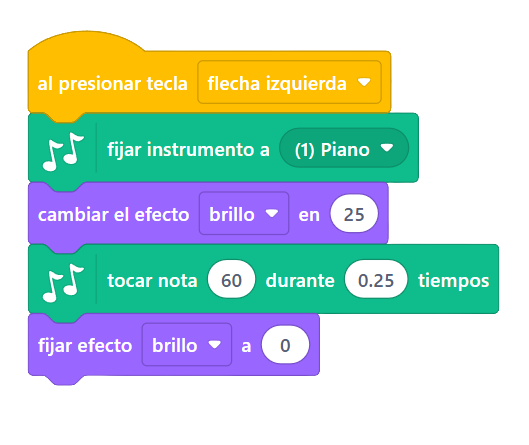 al presionar tecla flecha izquierda
fijar instrumento a (1) Piano
cambiar el efecto brillo en 25
tocar nota 60 durante 0.25 tiempos
fijar efecto brillo a 0